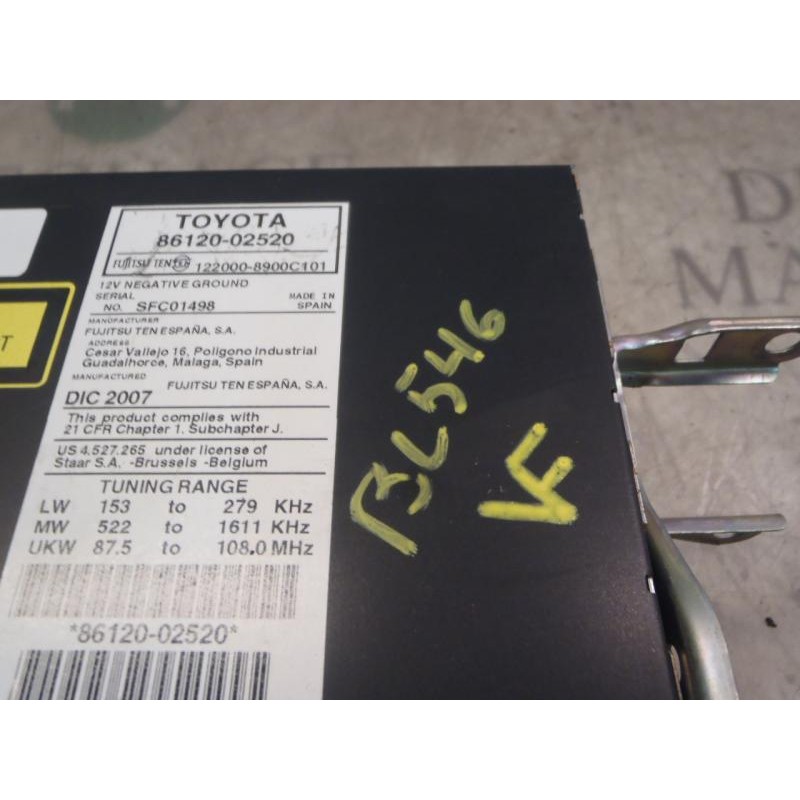 TOYOTA
86120-02520
FUJITSU TEN 122000-8900C101
12V NEGATIVE GROUND
SERIAL NO. SFC01498
MADE IN SPAIN
MANUFACTURER
FUJITSU TEN ESPAÑA, S.A.
ADDRESS
Cesar Vallejo 16, Poligono Industrial
Guadalhorce, Malaga, Spain
MANUFACTURED FUJITSU TEN ESPAÑA, S.A.
DIC 2007
This product complies with
21 CFR Chapter 1, Subchapter J.
US 4,527,265 under license of
Staar S.A. -Brussels -Belgium
TUNING RANGE
LW 153 to 279 KHz
MW 522 to 1611 KHz
UKW 87.5 to 108.0 MHz
*86120-02520*
T
BL546
VF